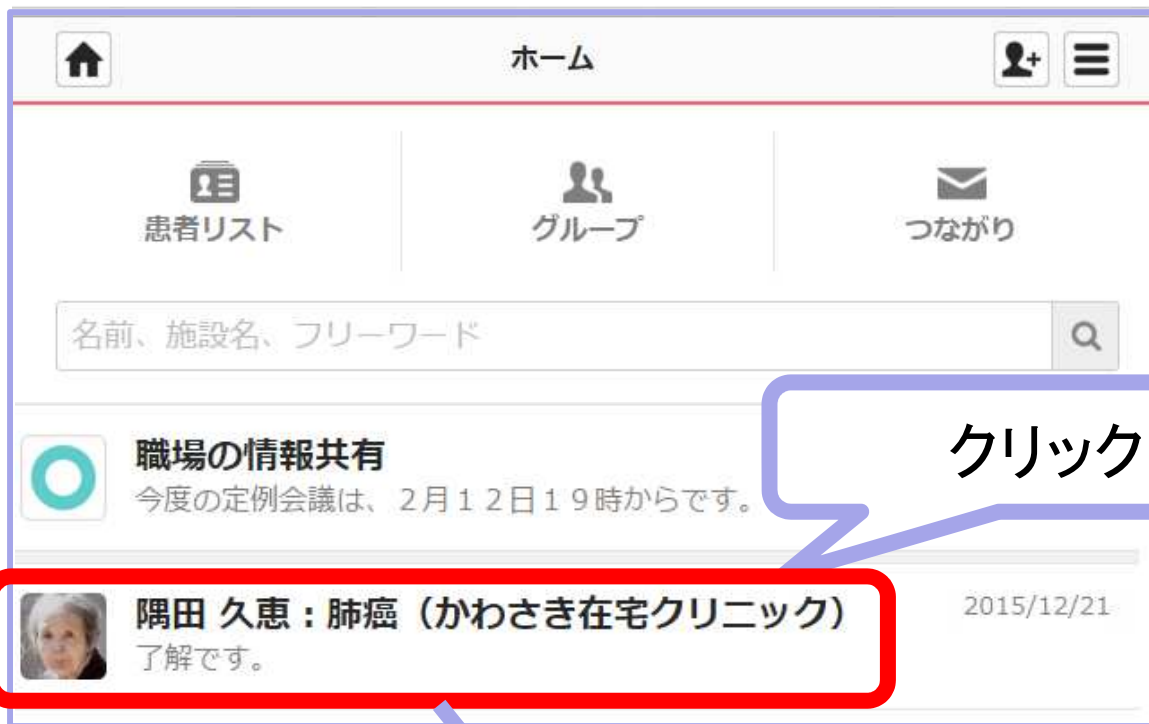 ホーム
患者リスト
グループ
つながり
名前、施設名、フリーワード
クリック
職場の情報共有
今度の定例会議は、２月１２日１９時からです。
隅田 久恵：肺癌（かわさき在宅クリニック）
2015/12/21
了解です。